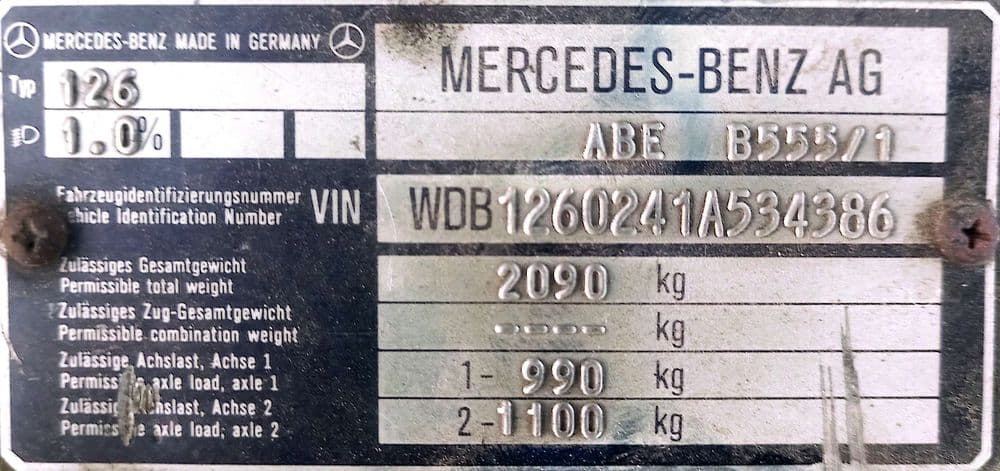 MERCEDES-BENZ MADE IN GERMANY
MERCEDES-BENZ AG
Typ 126
1.0%
ABE B555/1
Fahrzeugidentifizierungsnummer
Vehicle Identification Number
VIN WDB1260241A534386
Zulässiges Gesamtgewicht
Permissible total weight
2090 kg
Zulässiges Zug-Gesamtgewicht
Permissible combination weight
---- kg
Zulässige Achslast, Achse 1
Permissible axle load, axle 1
1- 990 kg
Zulässige Achslast, Achse 2
Permissible axle load, axle 2
2- 1100 kg